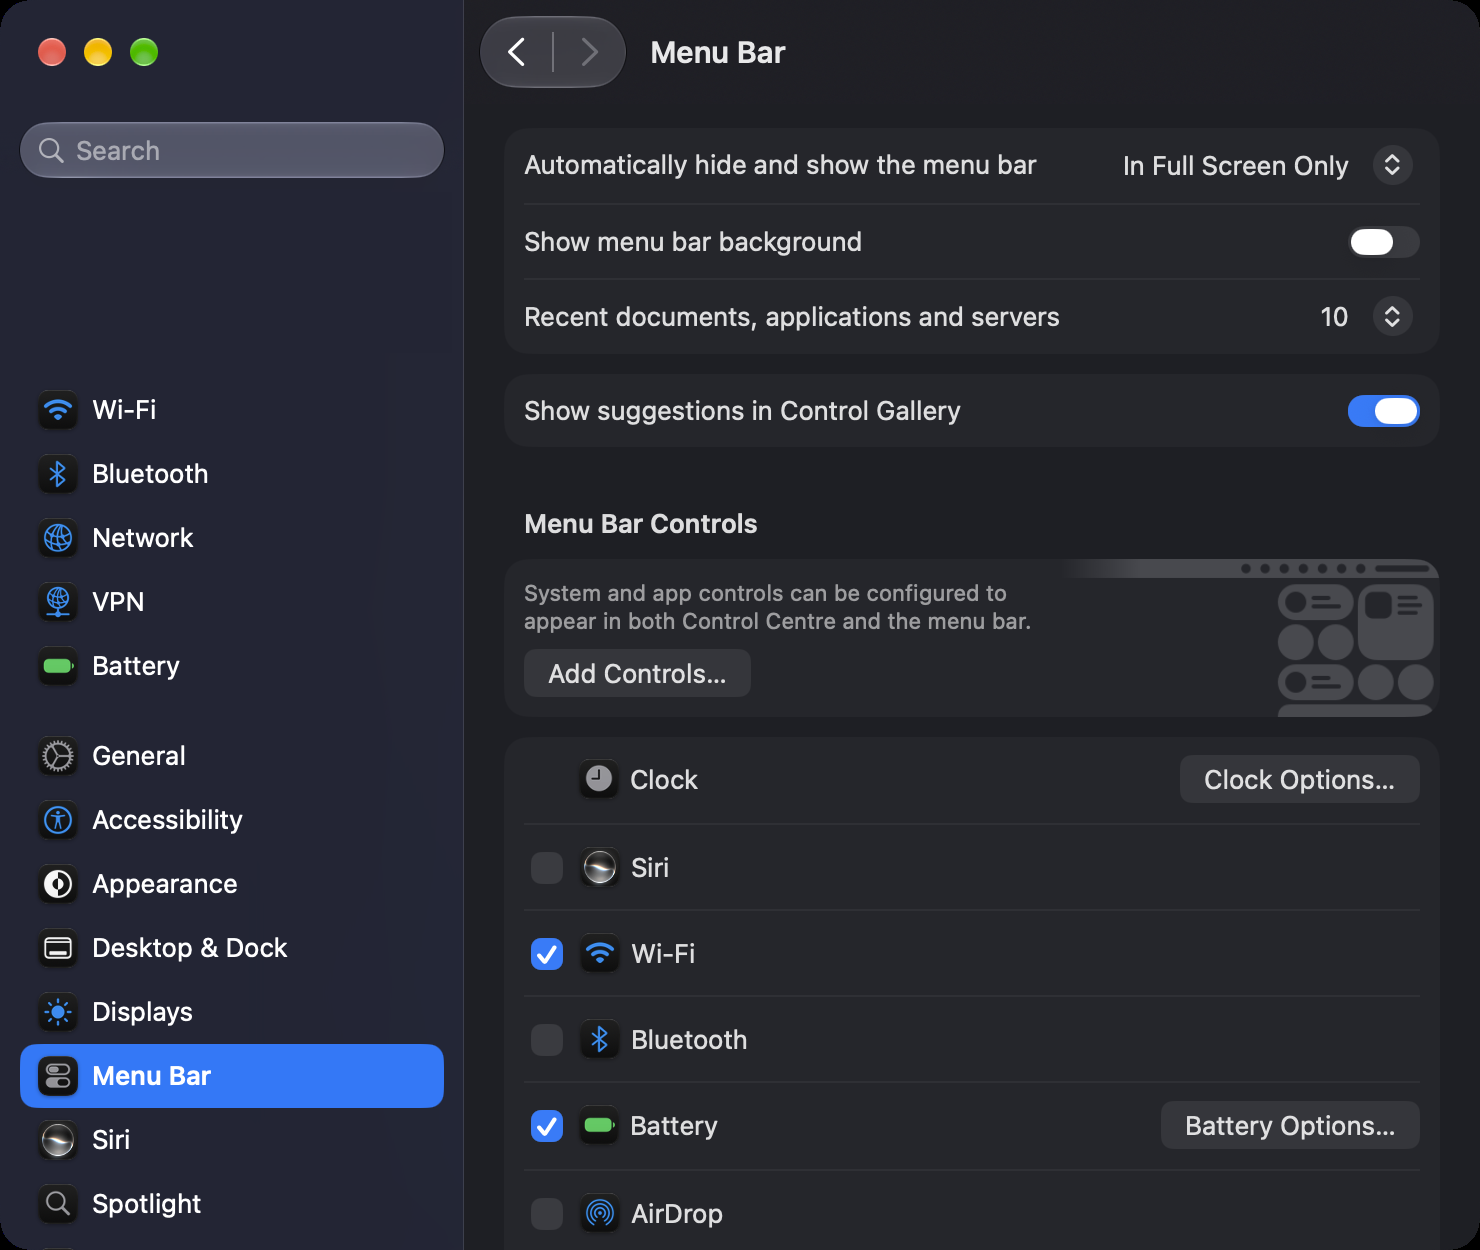 Menu Bar
Search
Wi-Fi
Bluetooth
Network
VPN
Battery
General
Accessibility
Appearance
Desktop & Dock
Displays
Menu Bar
Siri
Spotlight
Automatically hide and show the menu bar
In Full Screen Only
Show menu bar background
Recent documents, applications and servers
10
Show suggestions in Control Gallery
Menu Bar Controls
System and app controls can be configured to
appear in both Control Centre and the menu bar.
Add Controls...
Clock
Clock Options...
Siri
Wi-Fi
Bluetooth
Battery
Battery Options...
AirDrop